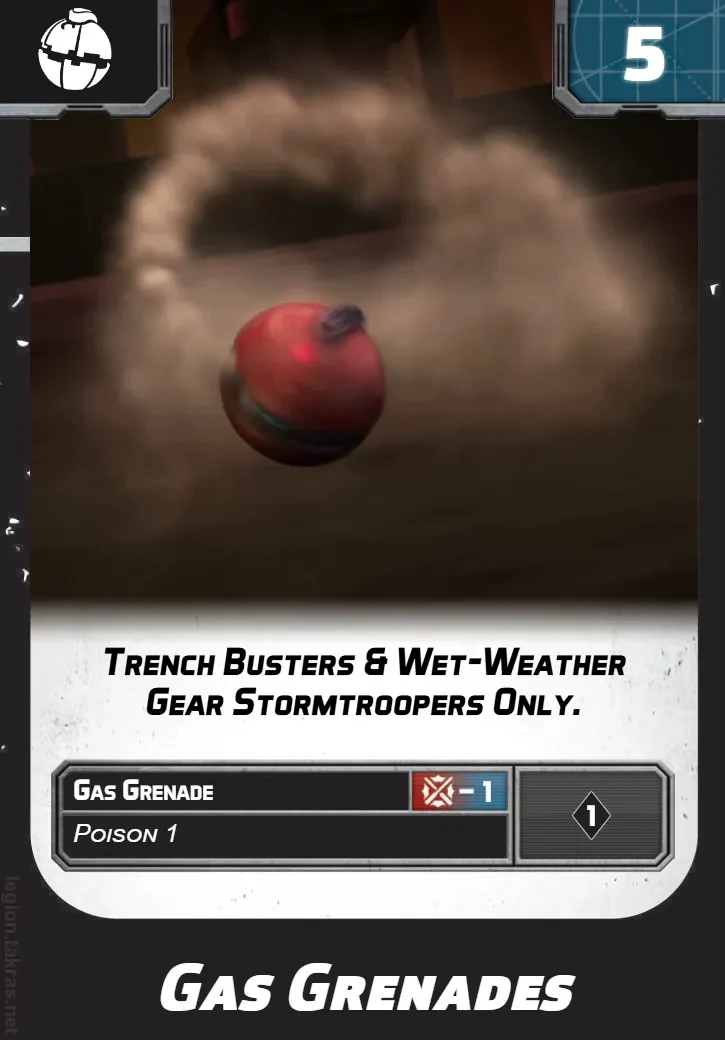 5
Trench Busters & Wet-Weather
Gear Stormtroopers Only.
Gas Grenade
– 1
1
Poison 1
legion.takras.net
Gas Grenades